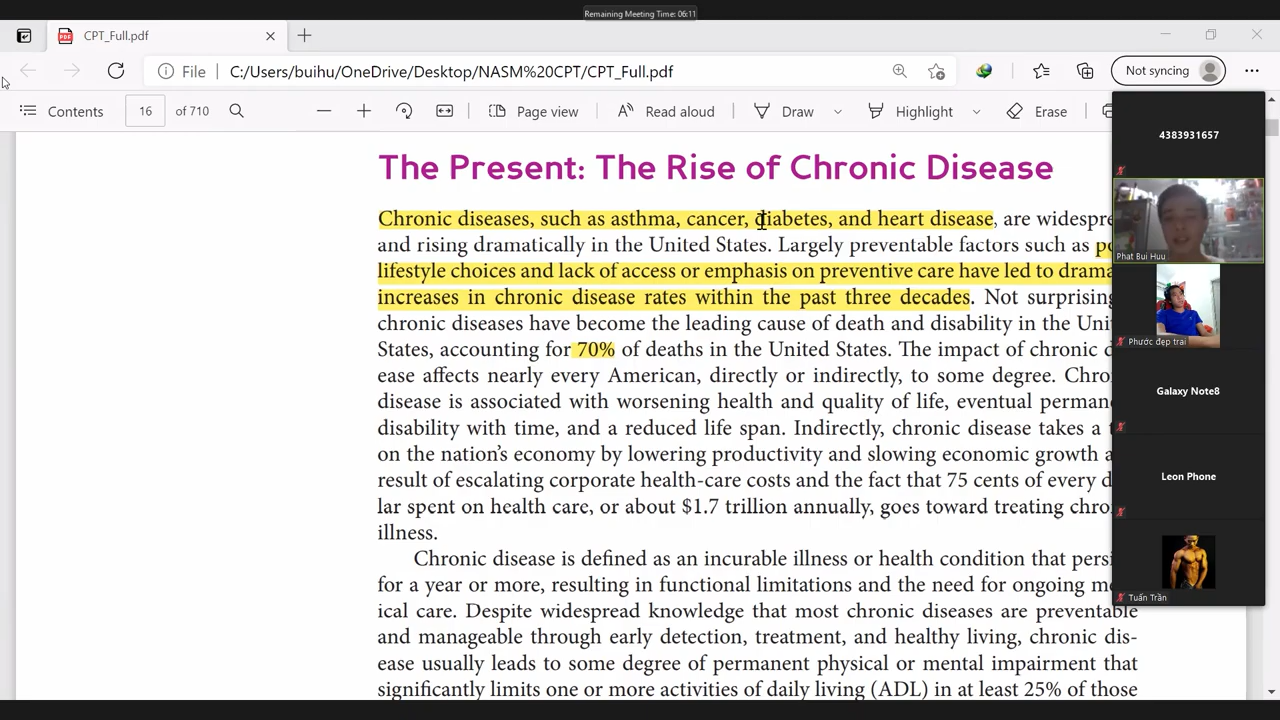 Remaining Meeting Time: 06:11
CPT_Full.pdf
File C:/Users/buihu/OneDrive/Desktop/NASM%20CPT/CPT_Full.pdf
Not syncing
Contents 16 of 710 Page view Read aloud Draw Highlight Erase
The Present: The Rise of Chronic Disease
Chronic diseases, such as asthma, cancer, diabetes, and heart disease, are widespre
and rising dramatically in the United States. Largely preventable factors such as
lifestyle choices and lack of access or emphasis on preventive care have led to drama
increases in chronic disease rates within the past three decades. Not surprising
chronic diseases have become the leading cause of death and disability in the Uni
States, accounting for 70% of deaths in the United States. The impact of chronic d
ease affects nearly every American, directly or indirectly, to some degree. Chro
disease is associated with worsening health and quality of life, eventual perman
disability with time, and a reduced life span. Indirectly, chronic disease takes a
on the nation's economy by lowering productivity and slowing economic growth a
result of escalating corporate health-care costs and the fact that 75 cents of every d
lar spent on health care, or about $1.7 trillion annually, goes toward treating chro
illness.
Chronic disease is defined as an incurable illness or health condition that persi
for a year or more, resulting in functional limitations and the need for ongoing m
ical care. Despite widespread knowledge that most chronic diseases are preventable
and manageable through early detection, treatment, and healthy living, chronic dis-
ease usually leads to some degree of permanent physical or mental impairment that
significantly limits one or more activities of daily living (ADL) in at least 25% of those
4383931657
Phat Bui Huu
Phước đẹp trai
Galaxy Note8
Leon Phone
Tuấn Trần